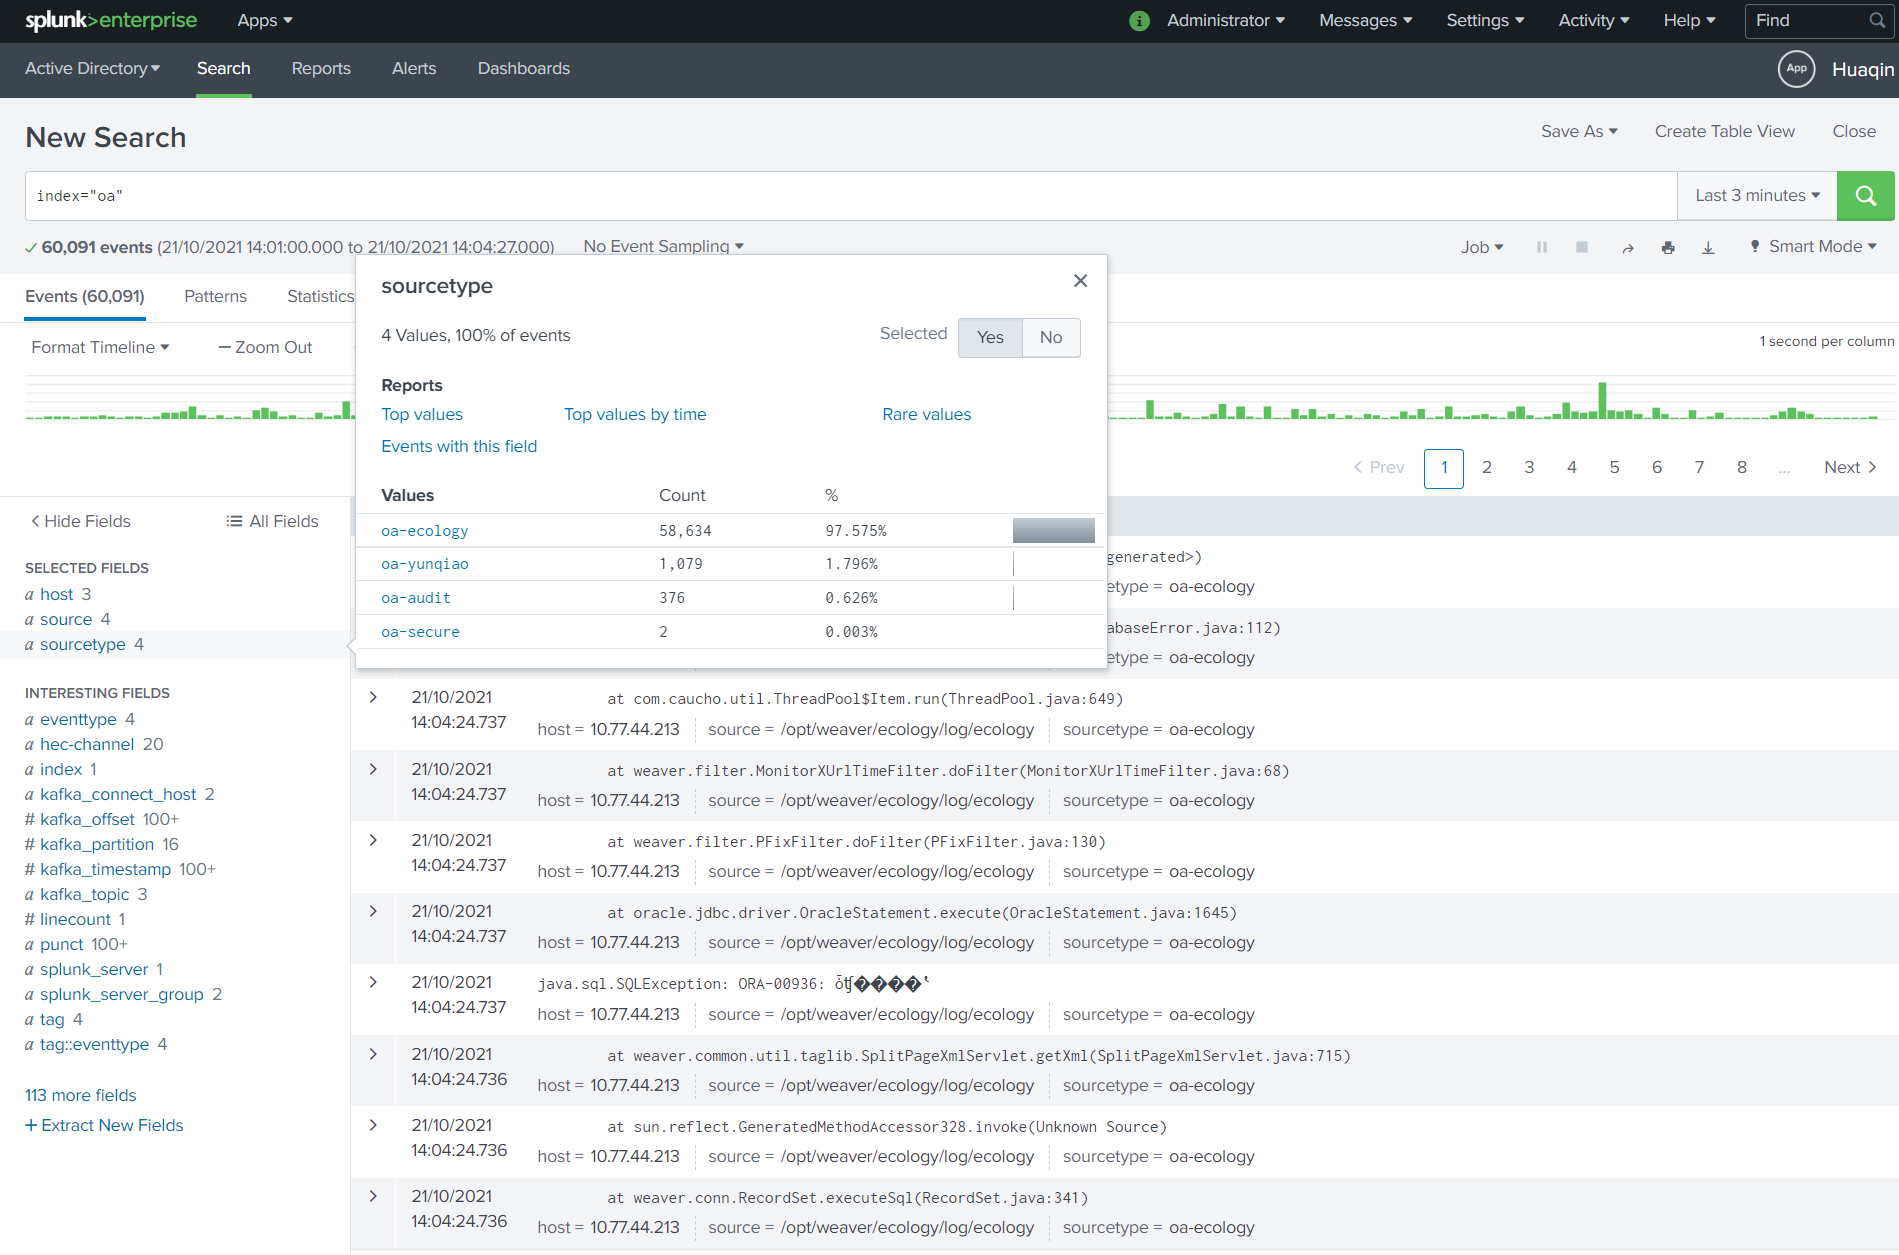 splunk>enterprise Apps Administrator Messages Settings Activity Help Find
Active Directory Search Reports Alerts Dashboards App Huaqin
New Search Save As Create Table View Close
index="oa" Last 3 minutes
60,091 events (21/10/2021 14:01:00.000 to 21/10/2021 14:04:27.000) No Event Sampling Job Smart Mode
Events (60,091) Patterns Statistics
Format Timeline Zoom Out 1 second per column
sourcetype
4 Values, 100% of events Selected Yes No
Reports
Top values Top values by time Rare values
Events with this field
Values Count %
oa-ecology 58,634 97.575%
oa-yunqiao 1,079 1.796%
oa-audit 376 0.626%
oa-secure 2 0.003%
Prev 1 2 3 4 5 6 7 8 ... Next
Hide Fields All Fields
SELECTED FIELDS
a host 3
a source 4
a sourcetype 4
INTERESTING FIELDS
a eventtype 4
a hec-channel 20
a index 1
a kafka_connect_host 2
# kafka_offset 100+
# kafka_partition 16
# kafka_timestamp 100+
a kafka_topic 3
# linecount 1
a punct 100+
a splunk_server 1
a splunk_server_group 2
a tag 4
a tag::eventtype 4
113 more fields
+ Extract New Fields
generated>)
etype = oa-ecology
abaseError.java:112)
etype = oa-ecology
21/10/2021 at com.caucho.util.ThreadPool$Item.run(ThreadPool.java:649)
14:04:24.737 host = 10.77.44.213 source = /opt/weaver/ecology/log/ecology sourcetype = oa-ecology
21/10/2021 at weaver.filter.MonitorXUrlTimeFilter.doFilter(MonitorXUrlTimeFilter.java:68)
14:04:24.737 host = 10.77.44.213 source = /opt/weaver/ecology/log/ecology sourcetype = oa-ecology
21/10/2021 at weaver.filter.PFixFilter.doFilter(PFixFilter.java:130)
14:04:24.737 host = 10.77.44.213 source = /opt/weaver/ecology/log/ecology sourcetype = oa-ecology
21/10/2021 at oracle.jdbc.driver.OracleStatement.execute(OracleStatement.java:1645)
14:04:24.737 host = 10.77.44.213 source = /opt/weaver/ecology/log/ecology sourcetype = oa-ecology
21/10/2021 java.sql.SQLException: ORA-00936:
14:04:24.737 host = 10.77.44.213 source = /opt/weaver/ecology/log/ecology sourcetype = oa-ecology
21/10/2021 at weaver.common.util.taglib.SplitPageXmlServlet.getXml(SplitPageXmlServlet.java:715)
14:04:24.736 host = 10.77.44.213 source = /opt/weaver/ecology/log/ecology sourcetype = oa-ecology
21/10/2021 at sun.reflect.GeneratedMethodAccessor328.invoke(Unknown Source)
14:04:24.736 host = 10.77.44.213 source = /opt/weaver/ecology/log/ecology sourcetype = oa-ecology
21/10/2021 at weaver.conn.RecordSet.executeSql(RecordSet.java:341)
14:04:24.736 host = 10.77.44.213 source = /opt/weaver/ecology/log/ecology sourcetype = oa-ecology